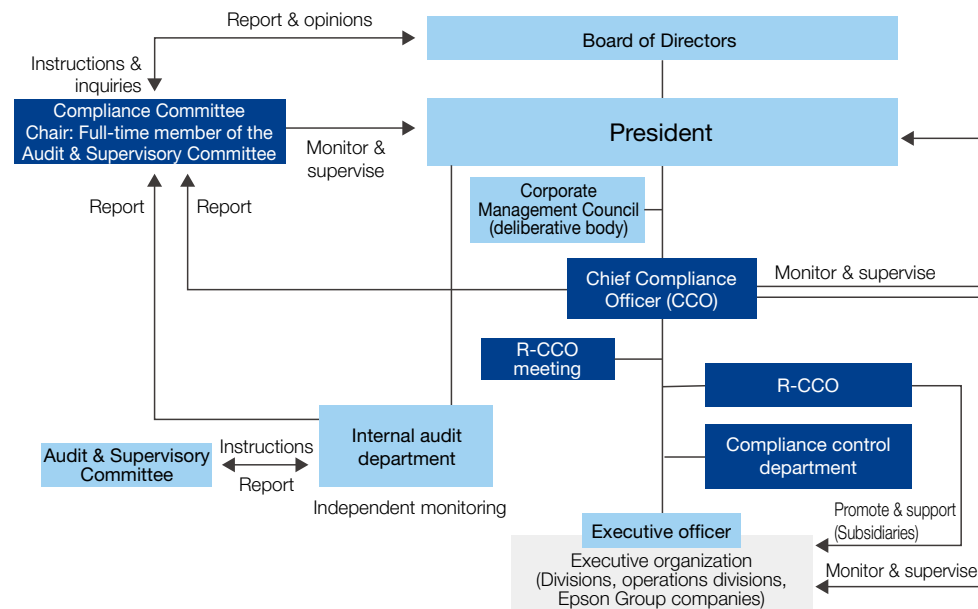 Report & opinions
Board of Directors
Instructions &
inquiries
Compliance Committee
Chair: Full-time member of the
Audit & Supervisory Committee
President
Monitor &
supervise
Report
Report
Corporate
Management Council
(deliberative body)
Chief Compliance
Officer (CCO)
Monitor & supervise
R-CCO
meeting
R-CCO
Internal audit
department
Compliance control
department
Audit & Supervisory
Committee
Instructions
Report
Independent monitoring
Promote & support
(Subsidiaries)
Executive officer
Executive organization
(Divisions, operations divisions,
Epson Group companies)
Monitor & supervise